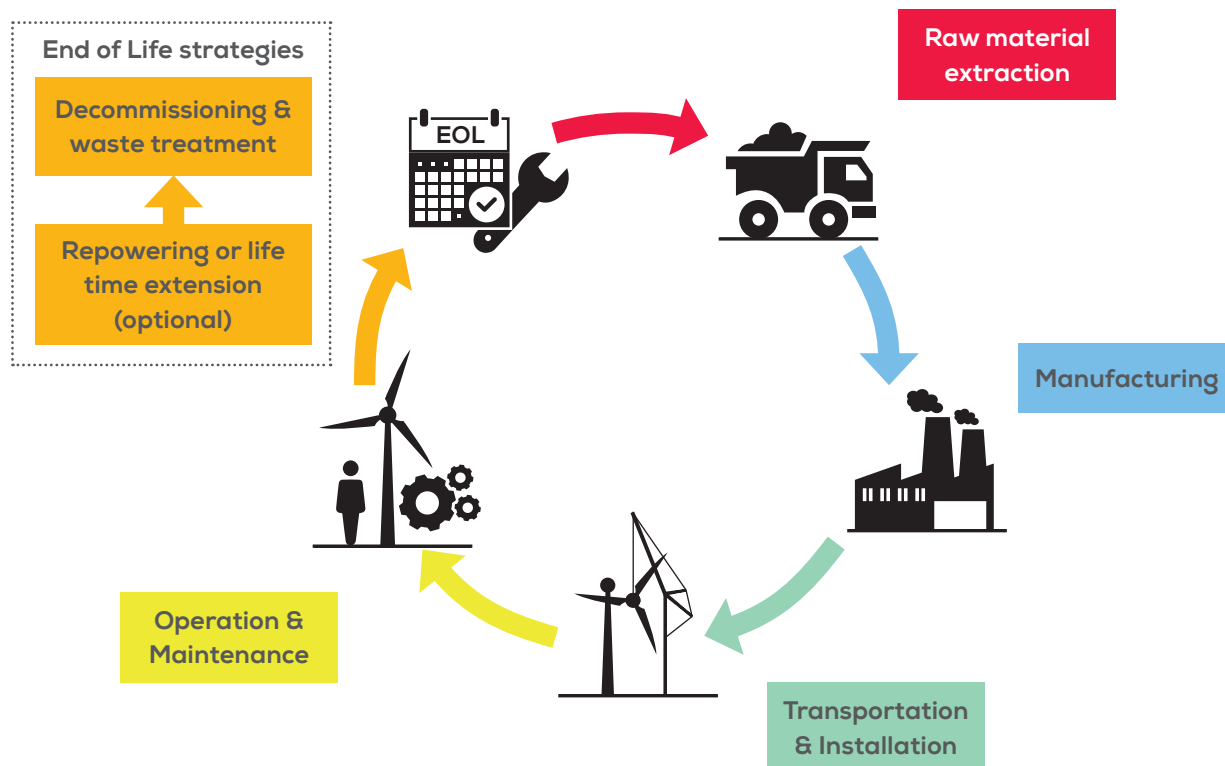 End of Life strategies
Decommissioning &
waste treatment
Repowering or life
time extension
(optional)
EOL
Raw material
extraction
Manufacturing
Transportation
& Installation
Operation &
Maintenance